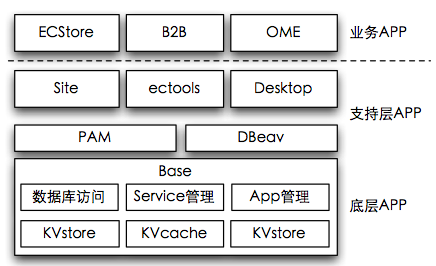 ECStore B2B OME 业务APP
Site ectools Desktop
支持层APP
PAM DBeav
Base
数据库访问 Service管理 App管理
底层APP
KVstore KVcache KVstore